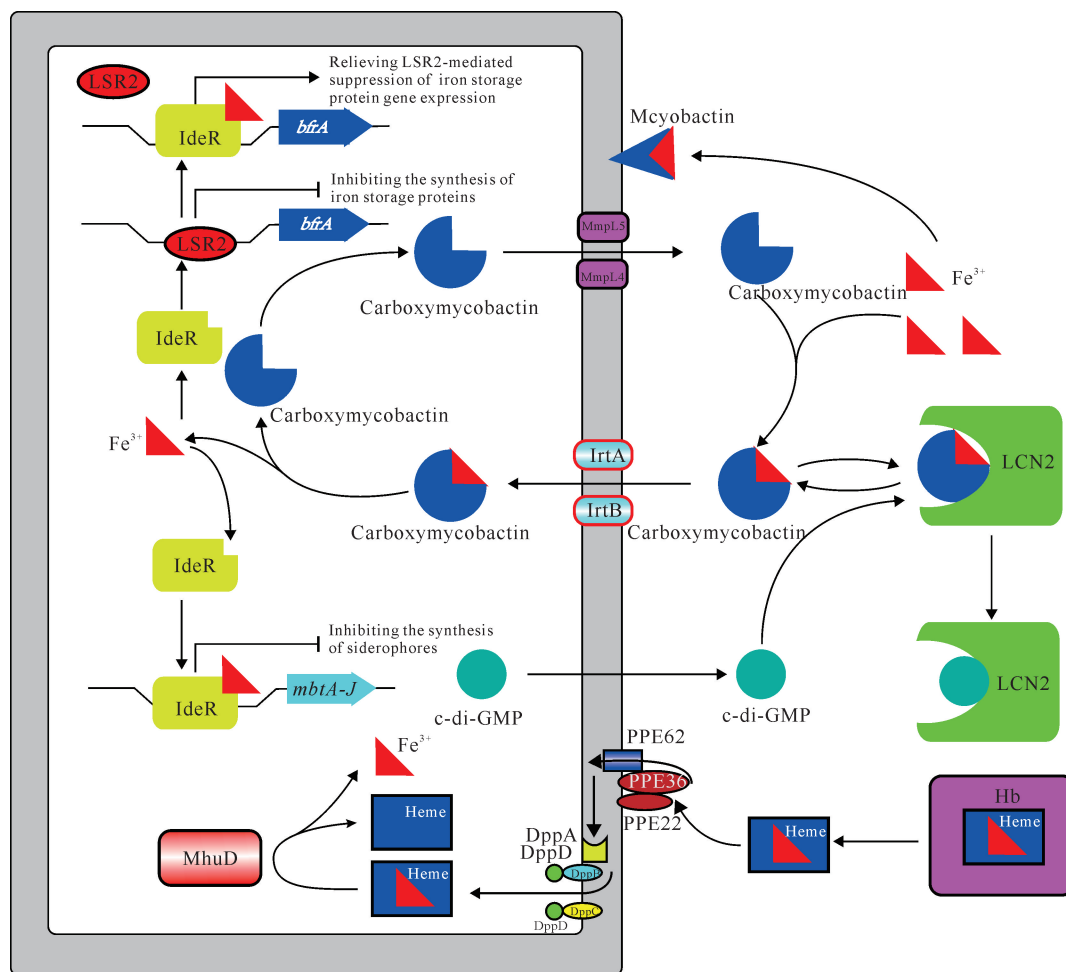 LSR2
Relieving LSR2-mediated
suppression of iron storage
protein gene expression
IdeR
bfrA
Mcyobactin
Inhibiting the synthesis of
iron storage proteins
LSR2
bfrA
MmpL5
MmpL4
Carboxymycobactin
Carboxymycobactin
Fe³⁺
IdeR
Carboxymycobactin
Fe³⁺
IrtA
IrtB
LCN2
Carboxymycobactin
Carboxymycobactin
IdeR
Inhibiting the synthesis
of siderophores
IdeR
mbtA-J
c-di-GMP
c-di-GMP
LCN2
Fe³⁺
PPE62
PPE36
PPE22
Hb
Heme
Heme
Heme
MhuD
Heme
DppA
DppD
DppB
DppC
DppD